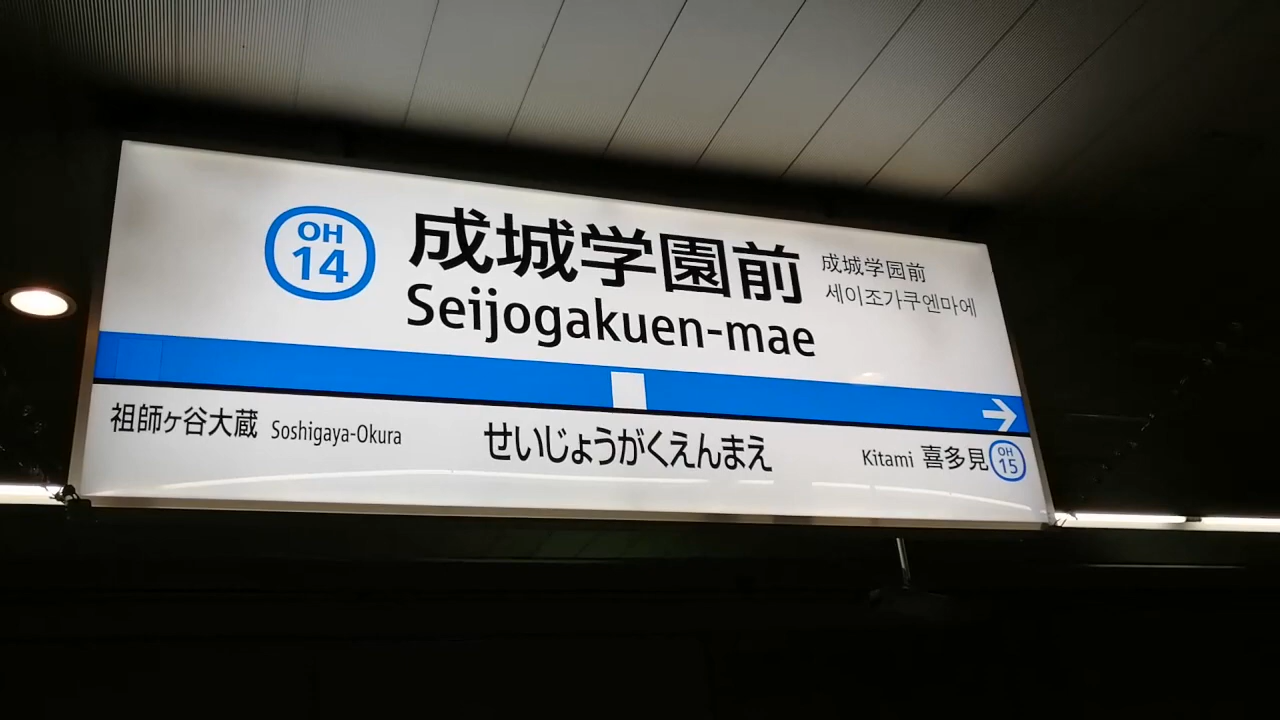 OH
14
成城学園前
Seijogakuen-mae
成城学园前
세이조가쿠엔마에
祖師ヶ谷大蔵 Soshigaya-Okura
せいじょうがくえんまえ
Kitami 喜多見
OH
15